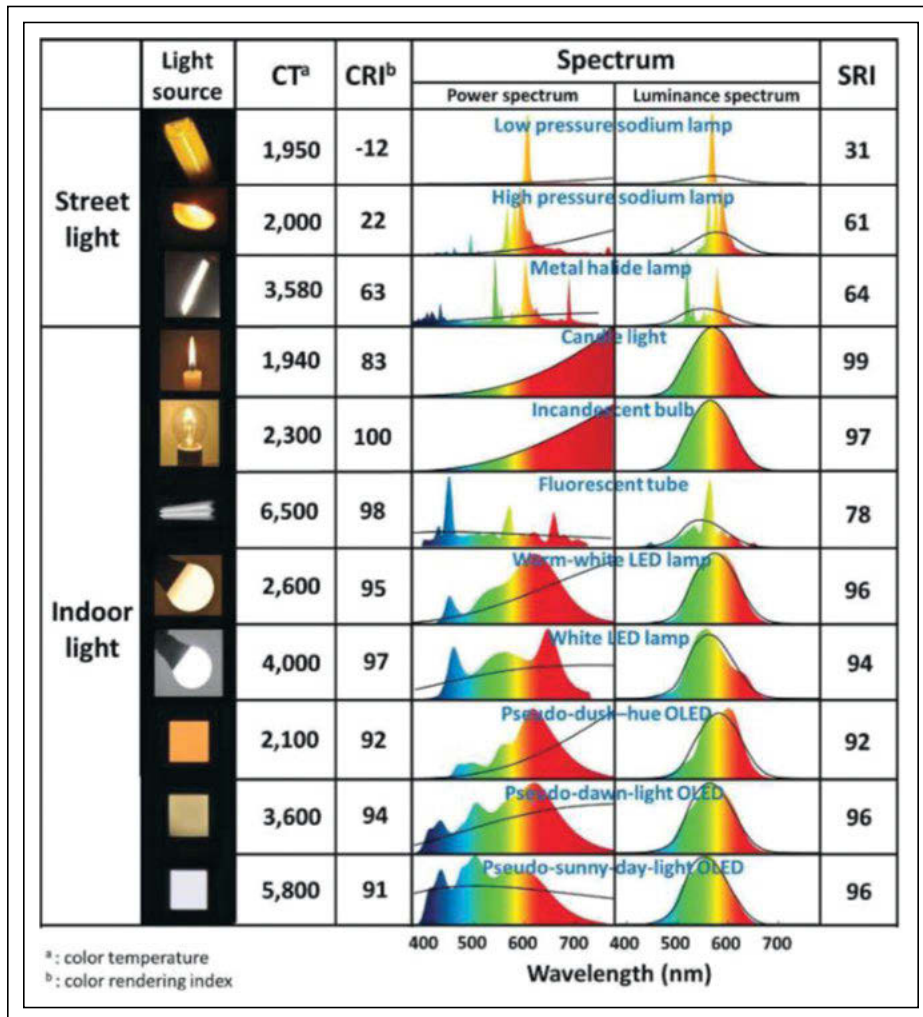 Light source CTᵃ CRIᵇ Spectrum SRI
Power spectrum Luminance spectrum
Street light
Low pressure sodium lamp
1,950 -12 31
High pressure sodium lamp
2,000 22 61
Metal halide lamp
3,580 63 64
Indoor light
Candle light
1,940 83 99
Incandescent bulb
2,300 100 97
Fluorescent tube
6,500 98 78
Warm-white LED lamp
2,600 95 96
White LED lamp
4,000 97 94
Pseudo-dusk–hue OLED
2,100 92 92
Pseudo-dawn-light OLED
3,600 94 96
Pseudo-sunny-day-light OLED
5,800 91 96
400 500 600 700 400 500 600 700
Wavelength (nm)
ᵃ : color temperature
ᵇ : color rendering index